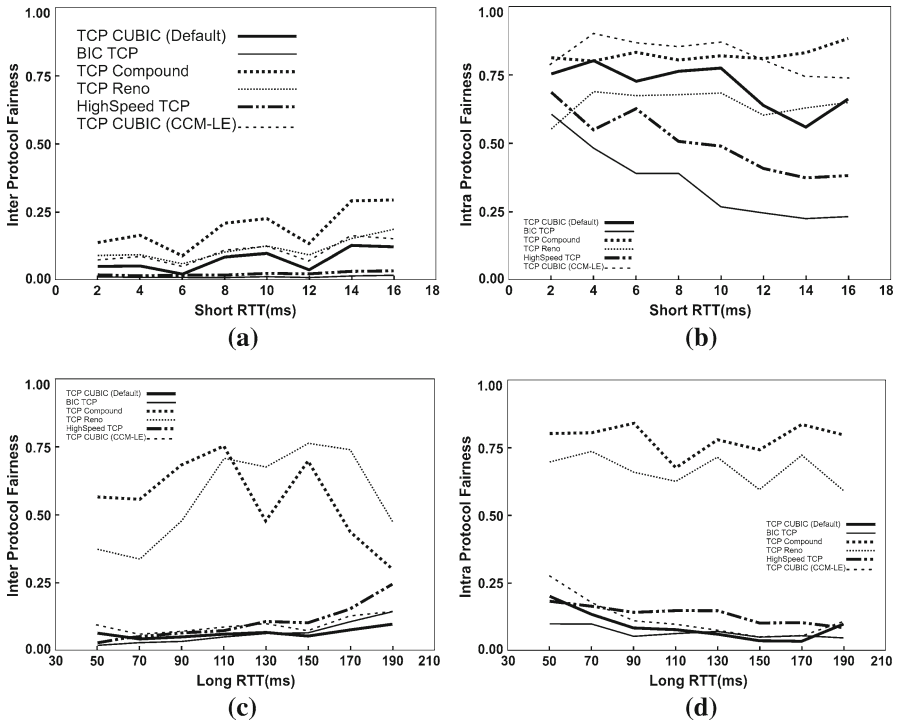 1.00
0.75
0.50
0.25
0.00
Inter Protocol Fairness
TCP CUBIC (Default)
BIC TCP
TCP Compound
TCP Reno
HighSpeed TCP
TCP CUBIC (CCM-LE)
0 2 4 6 8 10 12 14 16 18
Short RTT(ms)
(a)
1.00
0.75
0.50
0.25
0.00
Intra Protocol Fairness
TCP CUBIC (Default)
BIC TCP
TCP Compound
TCP Reno
HighSpeed TCP
TCP CUBIC (CCM-LE)
0 2 4 6 8 10 12 14 16 18
Short RTT(ms)
(b)
1.00
0.75
0.50
0.25
0.00
Inter Protocol Fairness
TCP CUBIC (Default)
BIC TCP
TCP Compound
TCP Reno
HighSpeed TCP
TCP CUBIC (CCM-LE)
30 50 70 90 110 130 150 170 190 210
Long RTT(ms)
(c)
1.00
0.75
0.50
0.25
0.00
Intra Protocol Fairness
TCP CUBIC (Default)
BIC TCP
TCP Compound
TCP Reno
HighSpeed TCP
TCP CUBIC (CCM-LE)
30 50 70 90 110 130 150 170 190 210
Long RTT(ms)
(d)